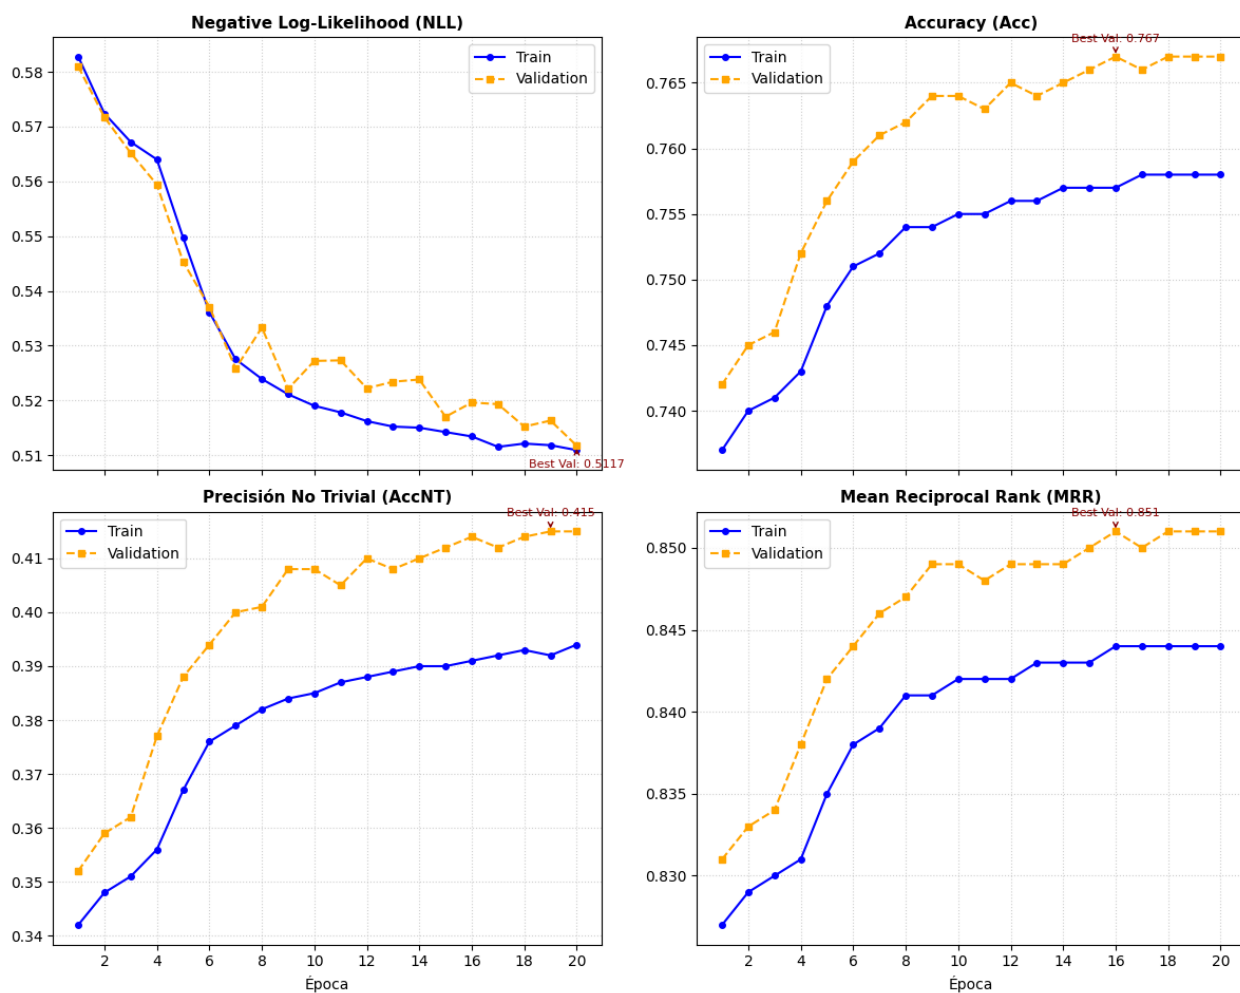 Negative Log-Likelihood (NLL)
0.58
0.57
0.56
0.55
0.54
0.53
0.52
0.51
Train
Validation
Best Val: 0.5117
Accuracy (Acc)
Best Val: 0.767
0.765
0.760
0.755
0.750
0.745
0.740
Train
Validation
Precisión No Trivial (AccNT)
Best Val: 0.415
0.41
0.40
0.39
0.38
0.37
0.36
0.35
0.34
Train
Validation
2 4 6 8 10 12 14 16 18 20
Época
Mean Reciprocal Rank (MRR)
Best Val: 0.851
0.850
0.845
0.840
0.835
0.830
Train
Validation
2 4 6 8 10 12 14 16 18 20
Época